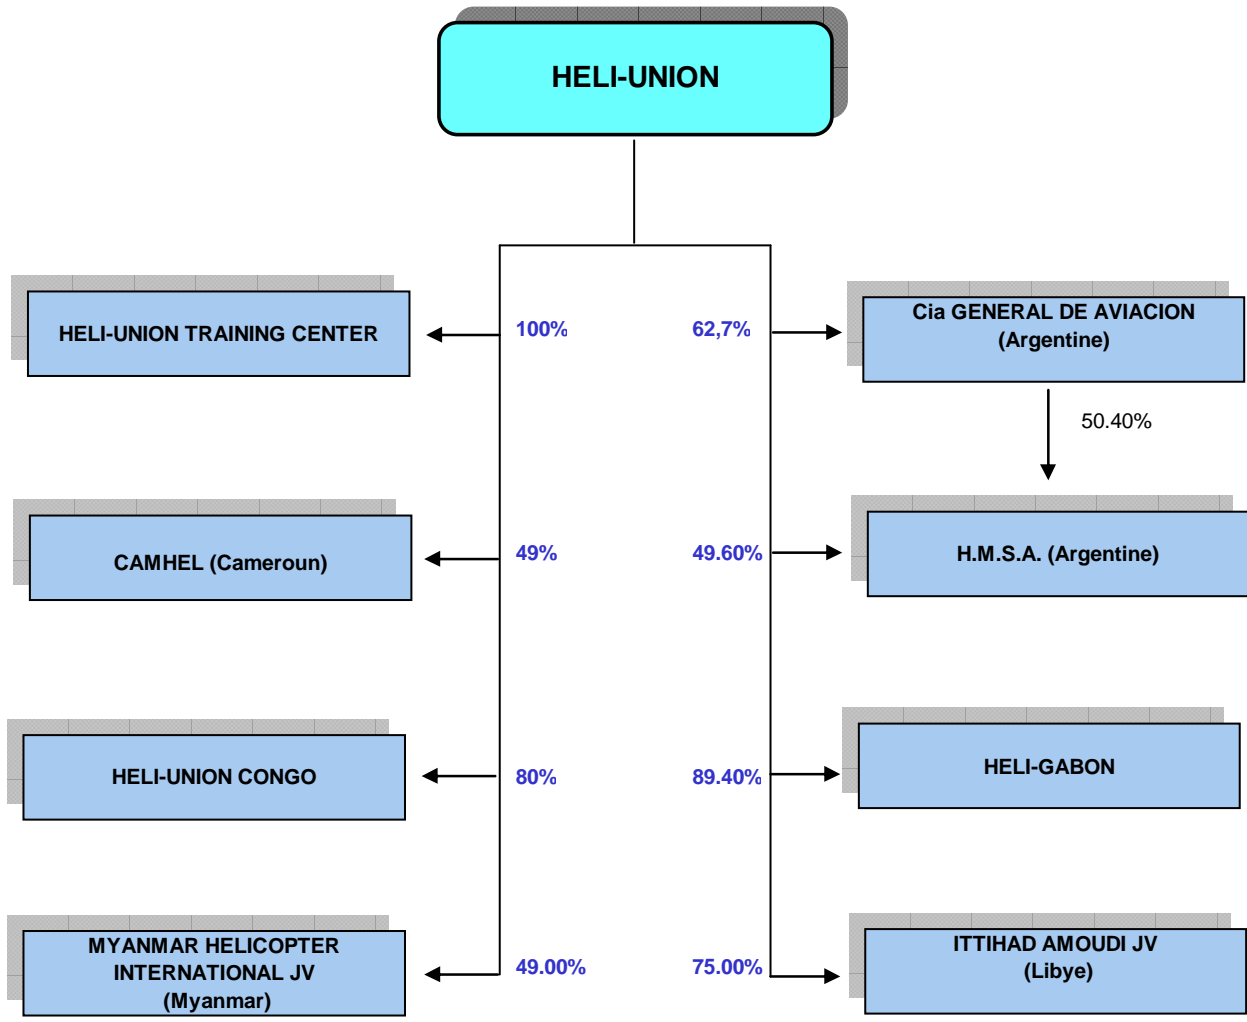 HELI-UNION
HELI-UNION TRAINING CENTER
100%
62,7%
Cia GENERAL DE AVIACION
(Argentine)
50.40%
CAMHEL (Cameroun)
49%
49.60%
H.M.S.A. (Argentine)
HELI-UNION CONGO
80%
89.40%
HELI-GABON
MYANMAR HELICOPTER
INTERNATIONAL JV
(Myanmar)
49.00%
75.00%
ITTIHAD AMOUDI JV
(Libye)